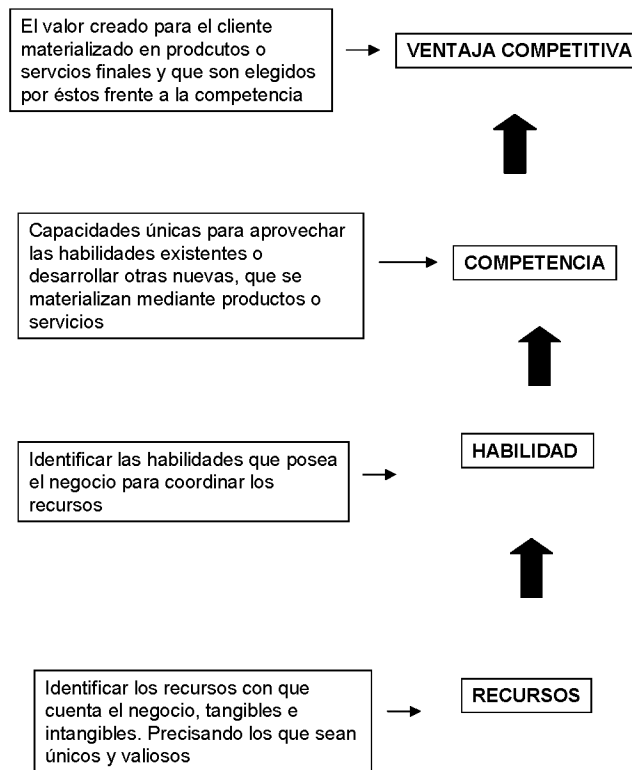 El valor creado para el cliente
materializado en prodcutos o
servcios finales y que son elegidos
por éstos frente a la competencia
VENTAJA COMPETITIVA
Capacidades únicas para aprovechar
las habilidades existentes o
desarrollar otras nuevas, que se
materializan mediante productos o
servicios
COMPETENCIA
Identificar las habilidades que posea
el negocio para coordinar los
recursos
HABILIDAD
Identificar los recursos con que
cuenta el negocio, tangibles e
intangibles. Precisando los que sean
únicos y valiosos
RECURSOS